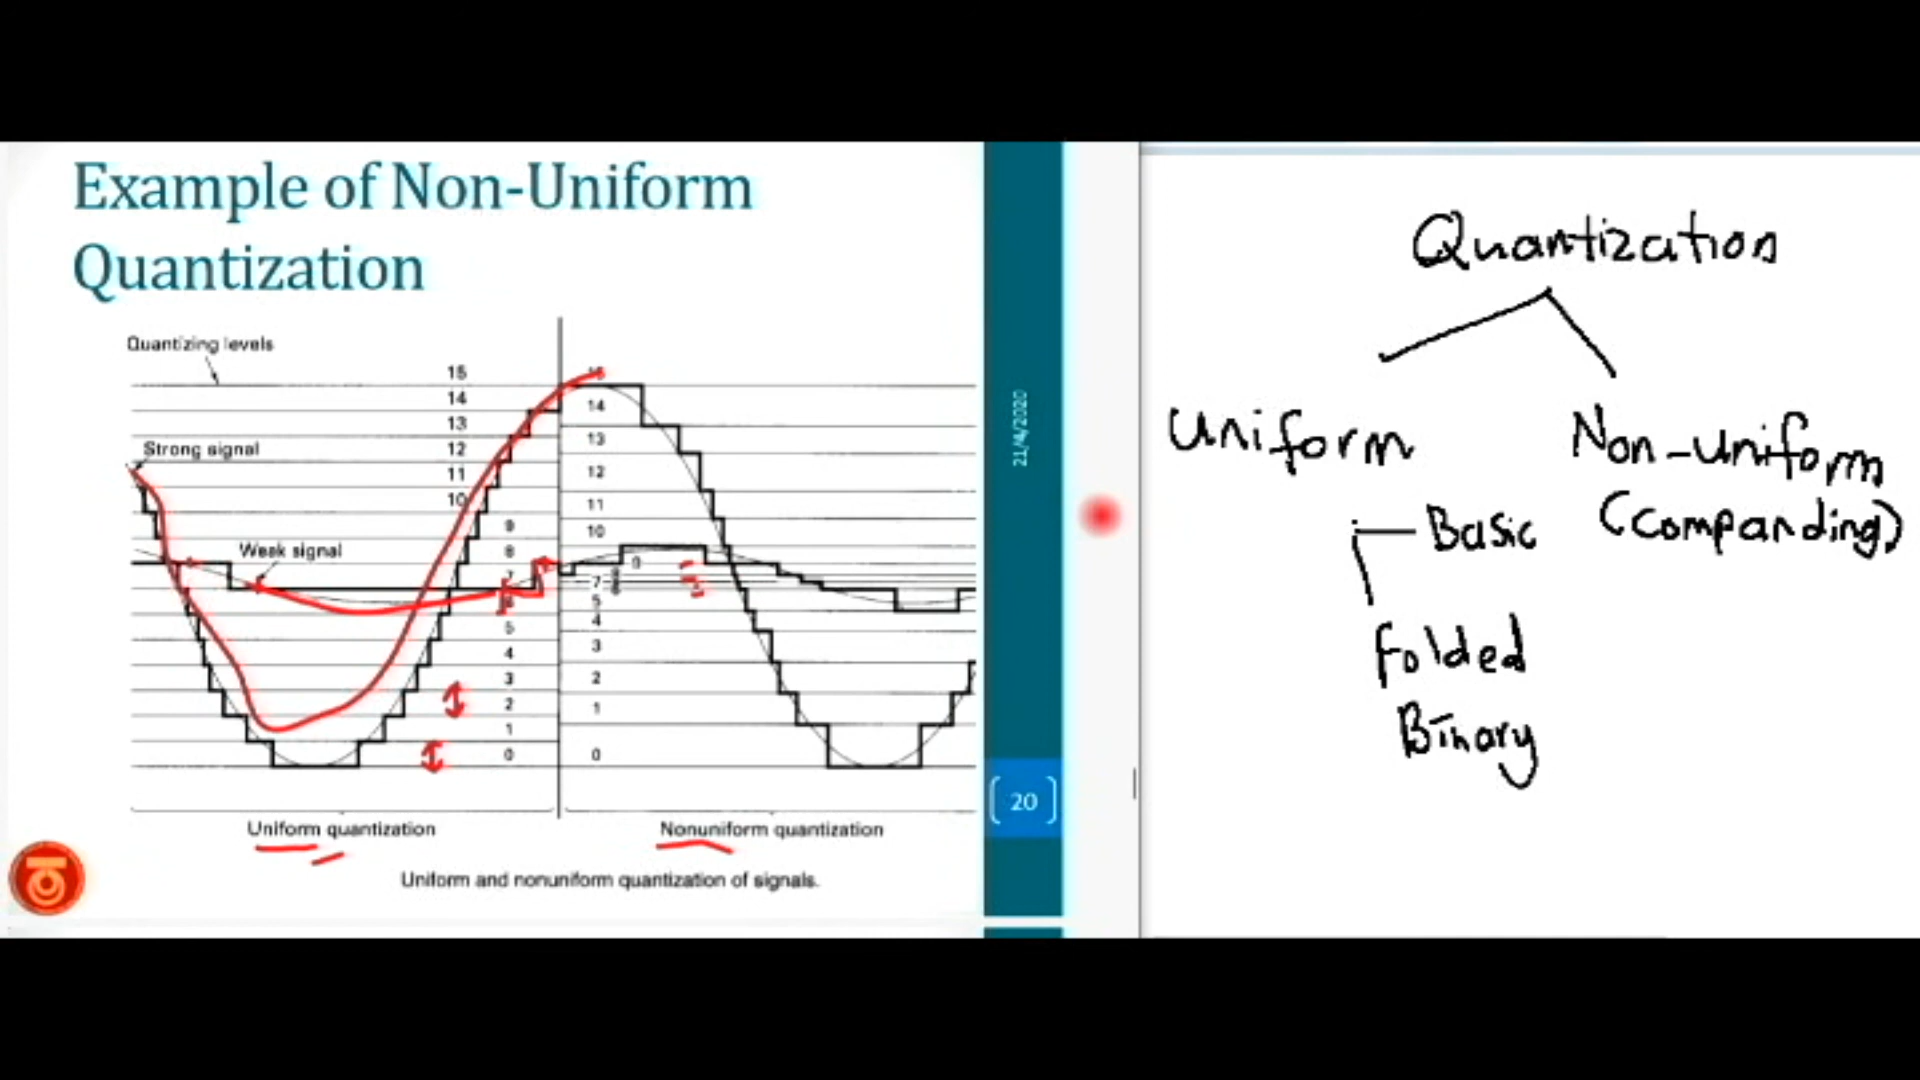 Example of Non-Uniform
Quantization
Quantizing levels
Strong signal
Weak signal
15
14
13
12
11
10
9
8
7
6
5
4
3
2
1
0
14
13
12
11
10
9
7
5
4
3
2
1
0
Uniform quantization
Nonuniform quantization
Uniform and nonuniform quantization of signals.
21/4/2020
20
Quantization
Uniform
Non-uniform
(Companding)
Basic
Folded
Binary